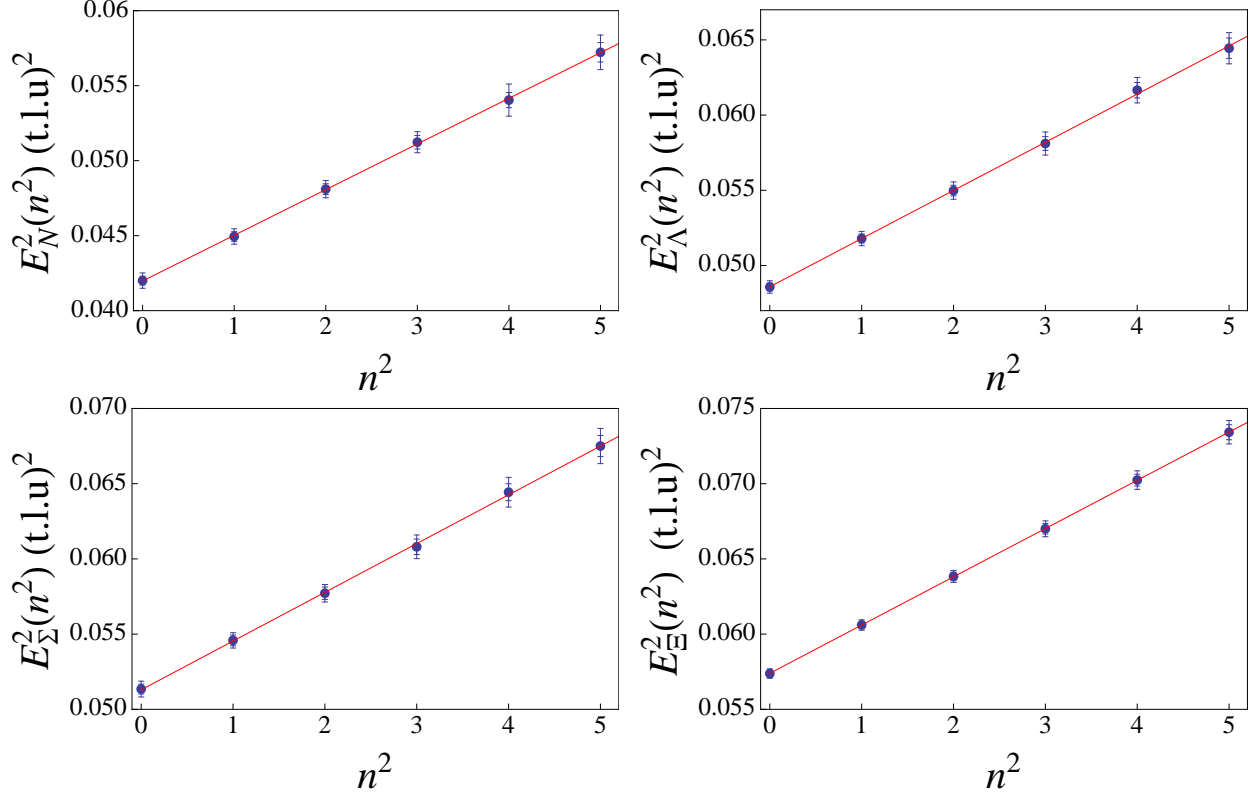 E_N^2(n^2) (t.l.u)^2
0.06
0.055
0.050
0.045
0.040
0 1 2 3 4 5
n^2
E_Λ^2(n^2) (t.l.u)^2
0.065
0.060
0.055
0.050
0 1 2 3 4 5
n^2
E_Σ^2(n^2) (t.l.u)^2
0.070
0.065
0.060
0.055
0.050
0 1 2 3 4 5
n^2
E_Ξ^2(n^2) (t.l.u)^2
0.075
0.070
0.065
0.060
0.055
0 1 2 3 4 5
n^2